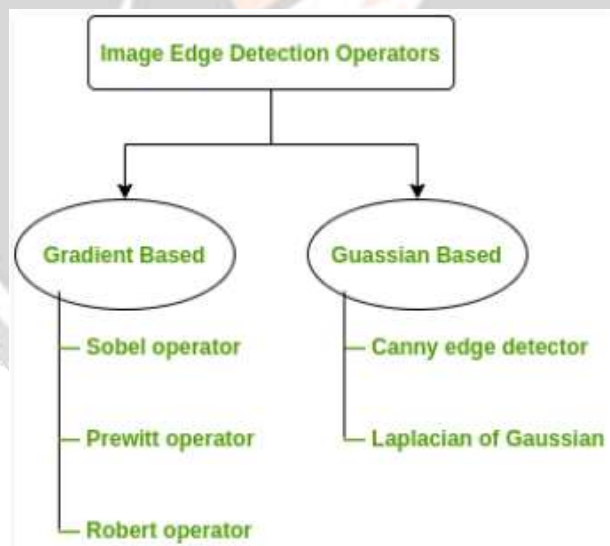 Image Edge Detection Operators
Gradient Based
Guassian Based
Sobel operator
Canny edge detector
Prewitt operator
Laplacian of Gaussian
Robert operator